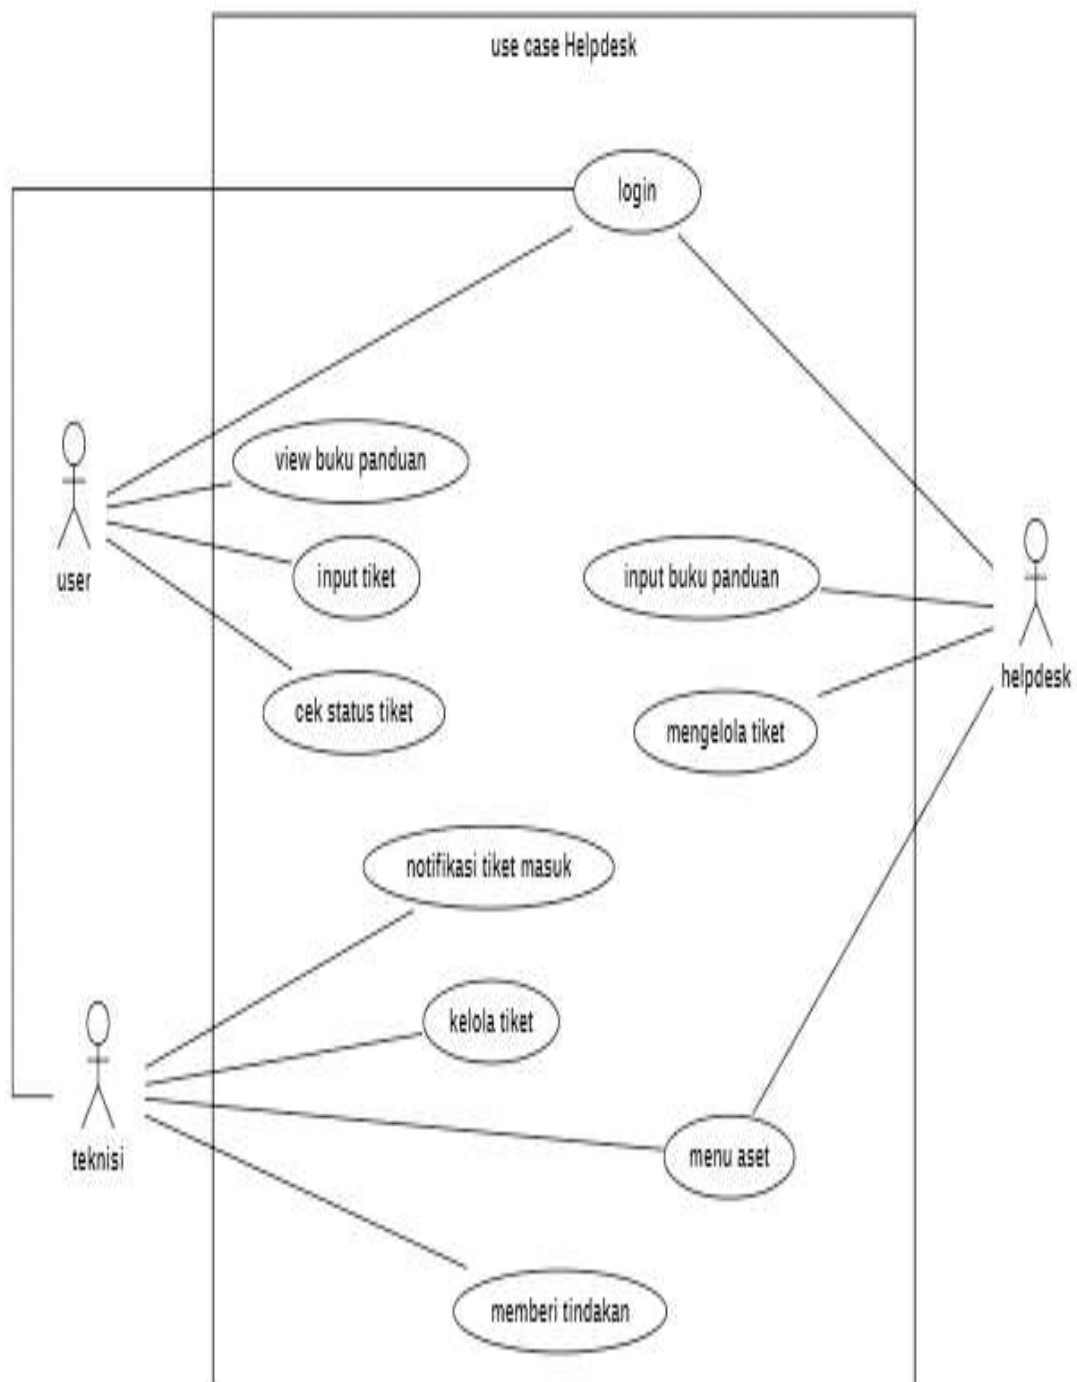 use case Helpdesk
login
view buku panduan
user
input tiket
input buku panduan
helpdesk
cek status tiket
mengelola tiket
notifikasi tiket masuk
kelola tiket
teknisi
menu aset
memberi tindakan